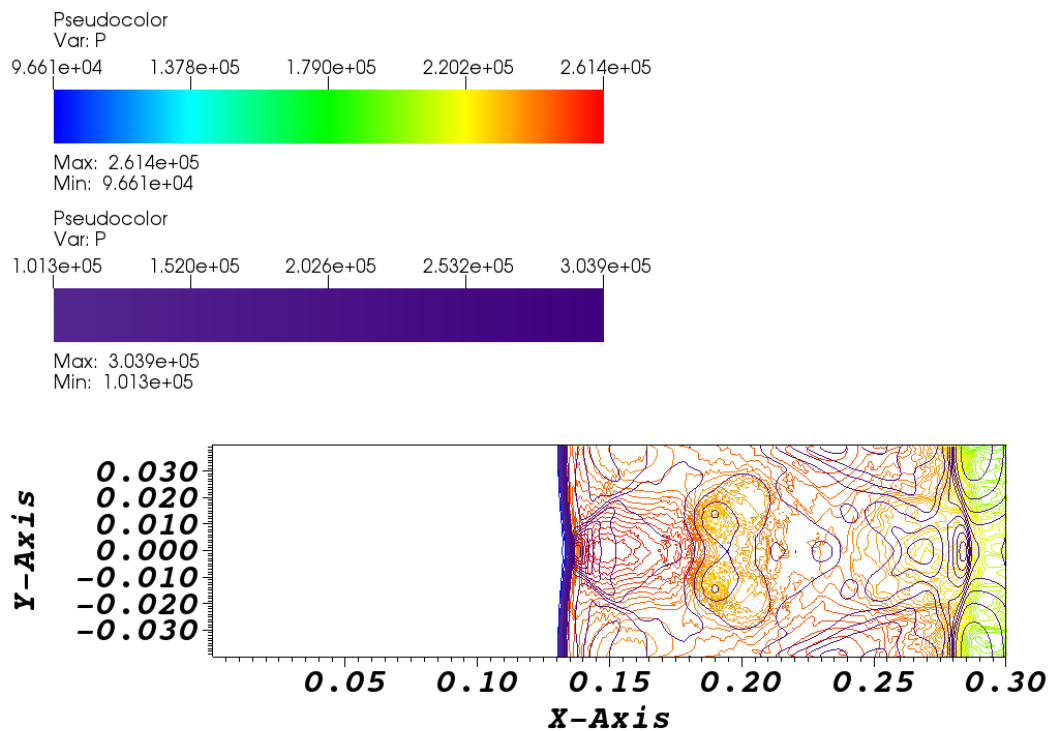 Pseudocolor
Var: P
9.661e+04 1.378e+05 1.790e+05 2.202e+05 2.614e+05
Max: 2.614e+05
Min: 9.661e+04
Pseudocolor
Var: P
1.013e+05 1.520e+05 2.026e+05 2.532e+05 3.039e+05
Max: 3.039e+05
Min: 1.013e+05
Y-Axis
0.030
0.020
0.010
0.000
-0.010
-0.020
-0.030
0.05 0.10 0.15 0.20 0.25 0.30
X-Axis